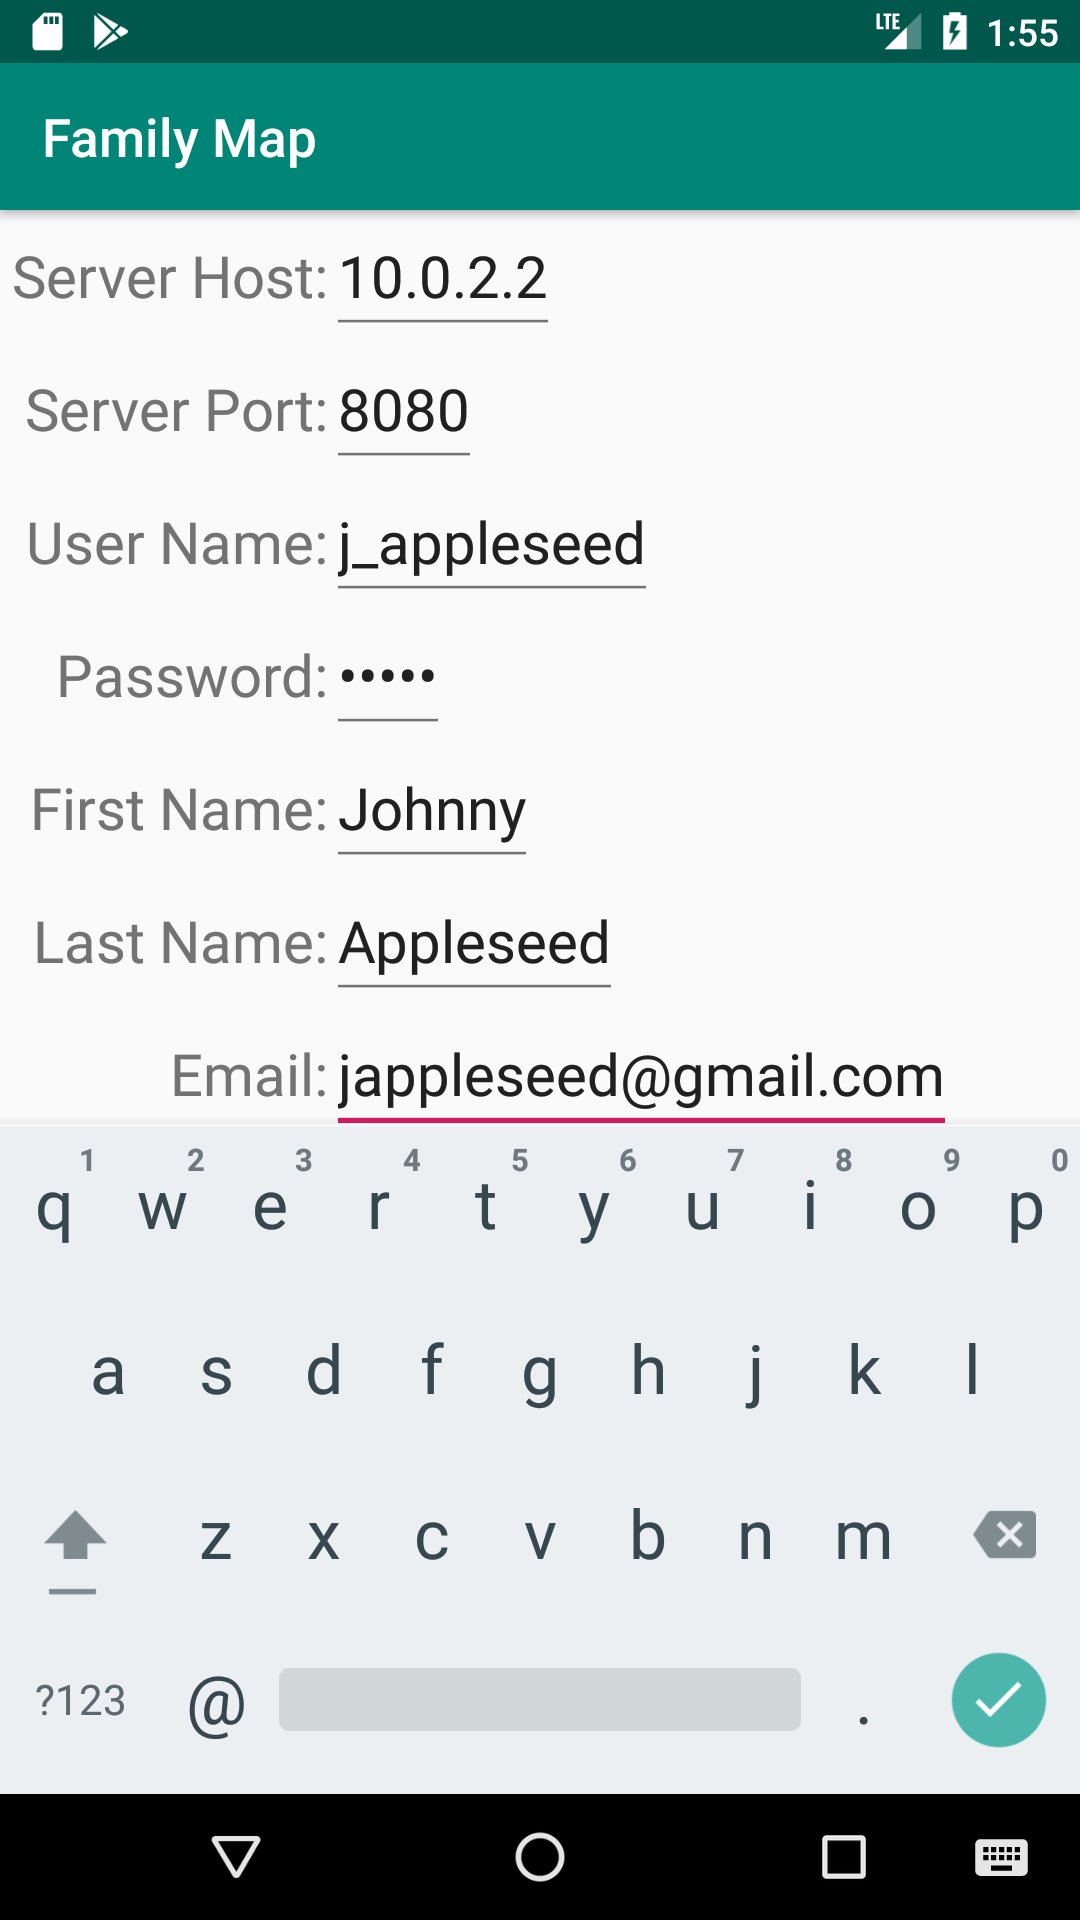 LTE 1:55
Family Map
Server Host: 10.0.2.2
Server Port: 8080
User Name: j_appleseed
Password: •••••
First Name: Johnny
Last Name: Appleseed
Email: jappleseed@gmail.com
1 2 3 4 5 6 7 8 9 0
q w e r t y u i o p
a s d f g h j k l
z x c v b n m
?123 @ .